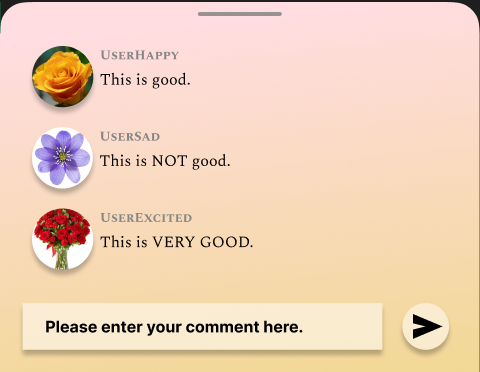 UserHappy
This is good.
UserSad
This is NOT good.
UserExcited
This is VERY GOOD.
Please enter your comment here.